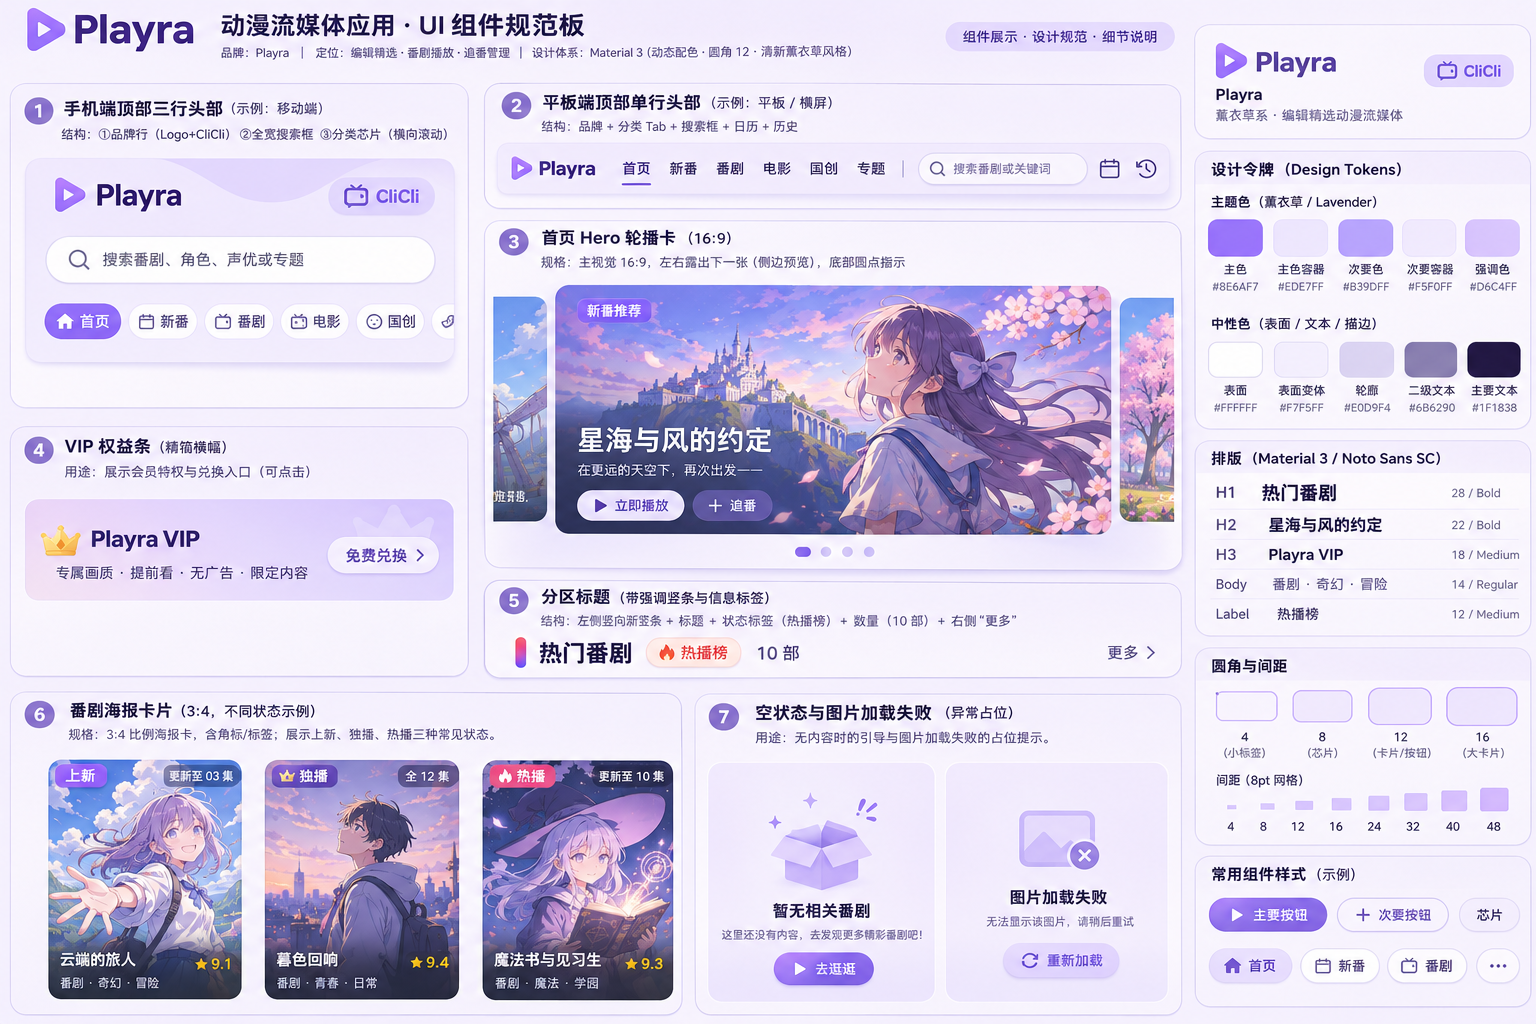 Playra
动漫流媒体应用 · UI 组件规范板
品牌：Playra | 定位：编辑精选 · 番剧播放 · 追番管理 | 设计体系：Material 3 (动态配色 · 圆角 12 · 清新薰衣草风格)
组件展示 · 设计规范 · 细节说明
1 手机端顶部三行头部（示例：移动端）
结构：①品牌行（Logo+CliCli） ②全宽搜索框 ③分类芯片（横向滚动）
Playra
CliCli
搜索番剧、角色、声优或专题
首页 新番 番剧 电影 国创
2 平板端顶部单行头部（示例：平板 / 横屏）
结构：品牌 + 分类 Tab + 搜索框 + 日历 + 历史
Playra 首页 新番 番剧 电影 国创 专题 | 搜索番剧或关键词
3 首页 Hero 轮播卡 （16:9）
规格：主视觉 16:9，左右露出下一张 (侧边预览)，底部圆点指示
新番推荐
星海与风的约定
在更远的天空下，再次出发——
立即播放 追番
4 VIP 权益条（精简横幅）
用途：展示会员特权与兑换入口（可点击）
Playra VIP
专属画质 · 提前看 · 无广告 · 限定内容
免费兑换
5 分区标题（带强调竖条与信息标签）
结构：左侧竖向渐变条 + 标题 + 状态标签（热播榜）+ 数量（10 部）+ 右侧“更多”
热门番剧 热播榜 10 部 更多
6 番剧海报卡片（3:4，不同状态示例）
规格：3:4 比例海报卡，含角标/标签；展示上新、独播、热播三种常见状态。
上新 更新至 03 集
云端的旅人
9.1
番剧 · 奇幻 · 冒险
独播 全 12 集
暮色回响
9.4
番剧 · 青春 · 日常
热播 更新至 10 集
魔法书与见习生
9.3
番剧 · 魔法 · 学园
7 空状态与图片加载失败 （异常占位）
用途：无内容时的引导与图片加载失败的占位提示。
暂无相关番剧
这里还没有内容，去发现更多精彩番剧吧！
去逛逛
图片加载失败
无法显示该图片，请稍后重试
重新加载
Playra
CliCli
Playra
薰衣草系 · 编辑精选动漫流媒体
设计令牌（Design Tokens）
主题色（薰衣草 / Lavender）
主色 主色容器 次要色 次要容器 强调色
#8E6AF7 #EDE7FF #B39DFF #F5F0FF #D6C4FF
中性色（表面 / 文本 / 描边）
表面 表面变体 轮廓 二级文本 主要文本
#FFFFFF #F7F5FF #E0D9F4 #6B6290 #1F1838
排版（Material 3 / Noto Sans SC）
H1 热门番剧 28 / Bold
H2 星海与风的约定 22 / Bold
H3 Playra VIP 18 / Medium
Body 番剧 · 奇幻 · 冒险 14 / Regular
Label 热播榜 12 / Medium
圆角与间距
4 8 12 16
(小标签) (芯片) (卡片/按钮) (大卡片)
间距 (8pt 网格)
4 8 12 16 24 32 40 48
常用组件样式（示例）
主要按钮 次要按钮 芯片
首页 新番 番剧 ···